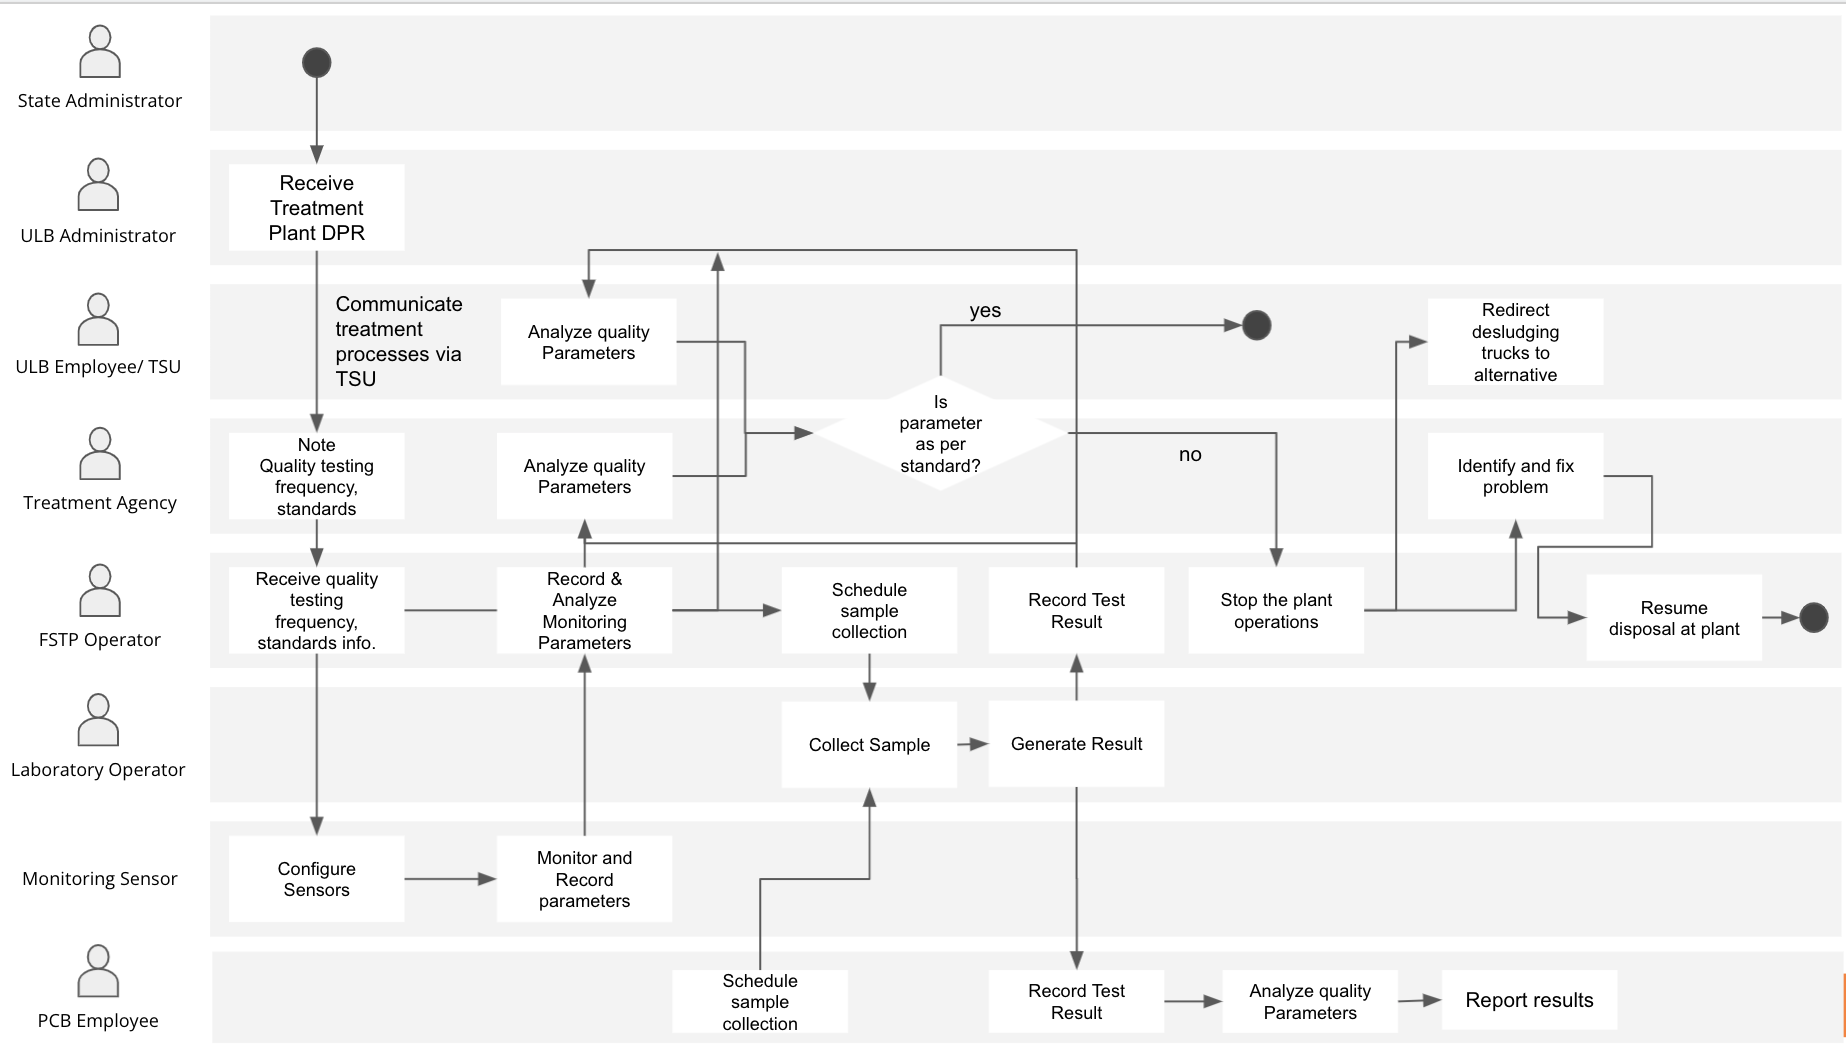 State Administrator
ULB Administrator
Receive
Treatment
Plant DPR
ULB Employee/ TSU
Communicate
treatment
processes via
TSU
Analyze quality
Parameters
yes
Redirect
desludging
trucks to
alternative
Treatment Agency
Note
Quality testing
frequency,
standards
Analyze quality
Parameters
Is
parameter
as per
standard?
no
Identify and fix
problem
FSTP Operator
Receive quality
testing
frequency,
standards info.
Record &
Analyze
Monitoring
Parameters
Schedule
sample
collection
Record Test
Result
Stop the plant
operations
Resume
disposal at plant
Laboratory Operator
Collect Sample
Generate Result
Monitoring Sensor
Configure
Sensors
Monitor and
Record
parameters
PCB Employee
Schedule
sample
collection
Record Test
Result
Analyze quality
Parameters
Report results